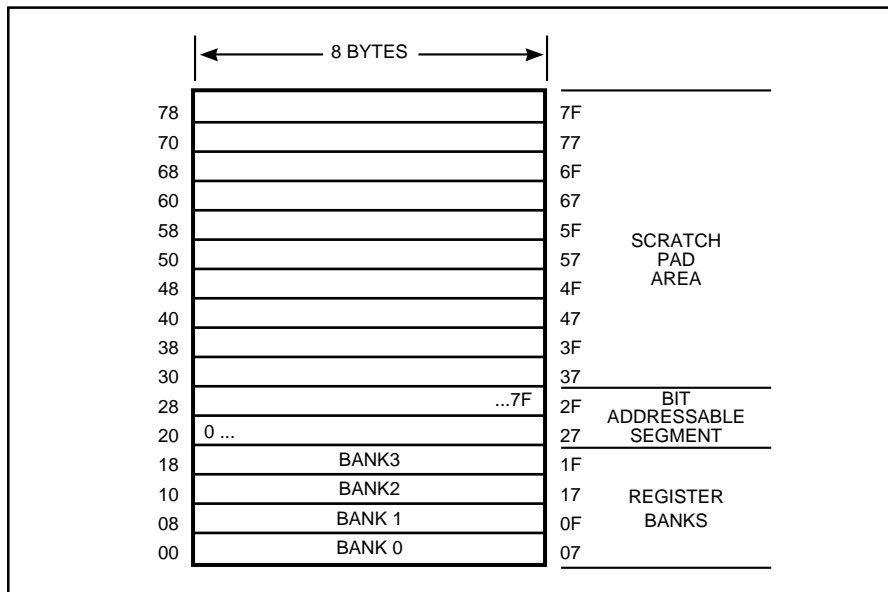 8 BYTES
78 7F
70 77
68 6F
60 67
58 5F
SCRATCH
50 57
PAD
AREA
48 4F
40 47
38 3F
30 37
28 ...7F 2F
BIT
ADDRESSABLE
SEGMENT
20 0 ... 27
18 BANK3 1F
10 BANK2 17
REGISTER
BANKS
08 BANK 1 0F
00 BANK 0 07